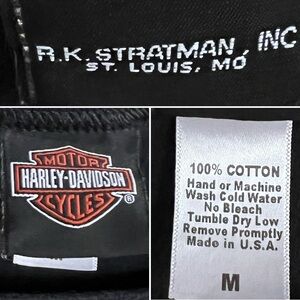 R.K. STRATMAN, INC
ST. LOUIS, MO
MOTOR
HARLEY-DAVIDSON
CYCLES
®
100% COTTON
Hand or Machine
Wash Cold Water
No Bleach
Tumble Dry Low
Remove Promptly
Made in U.S.A.
M